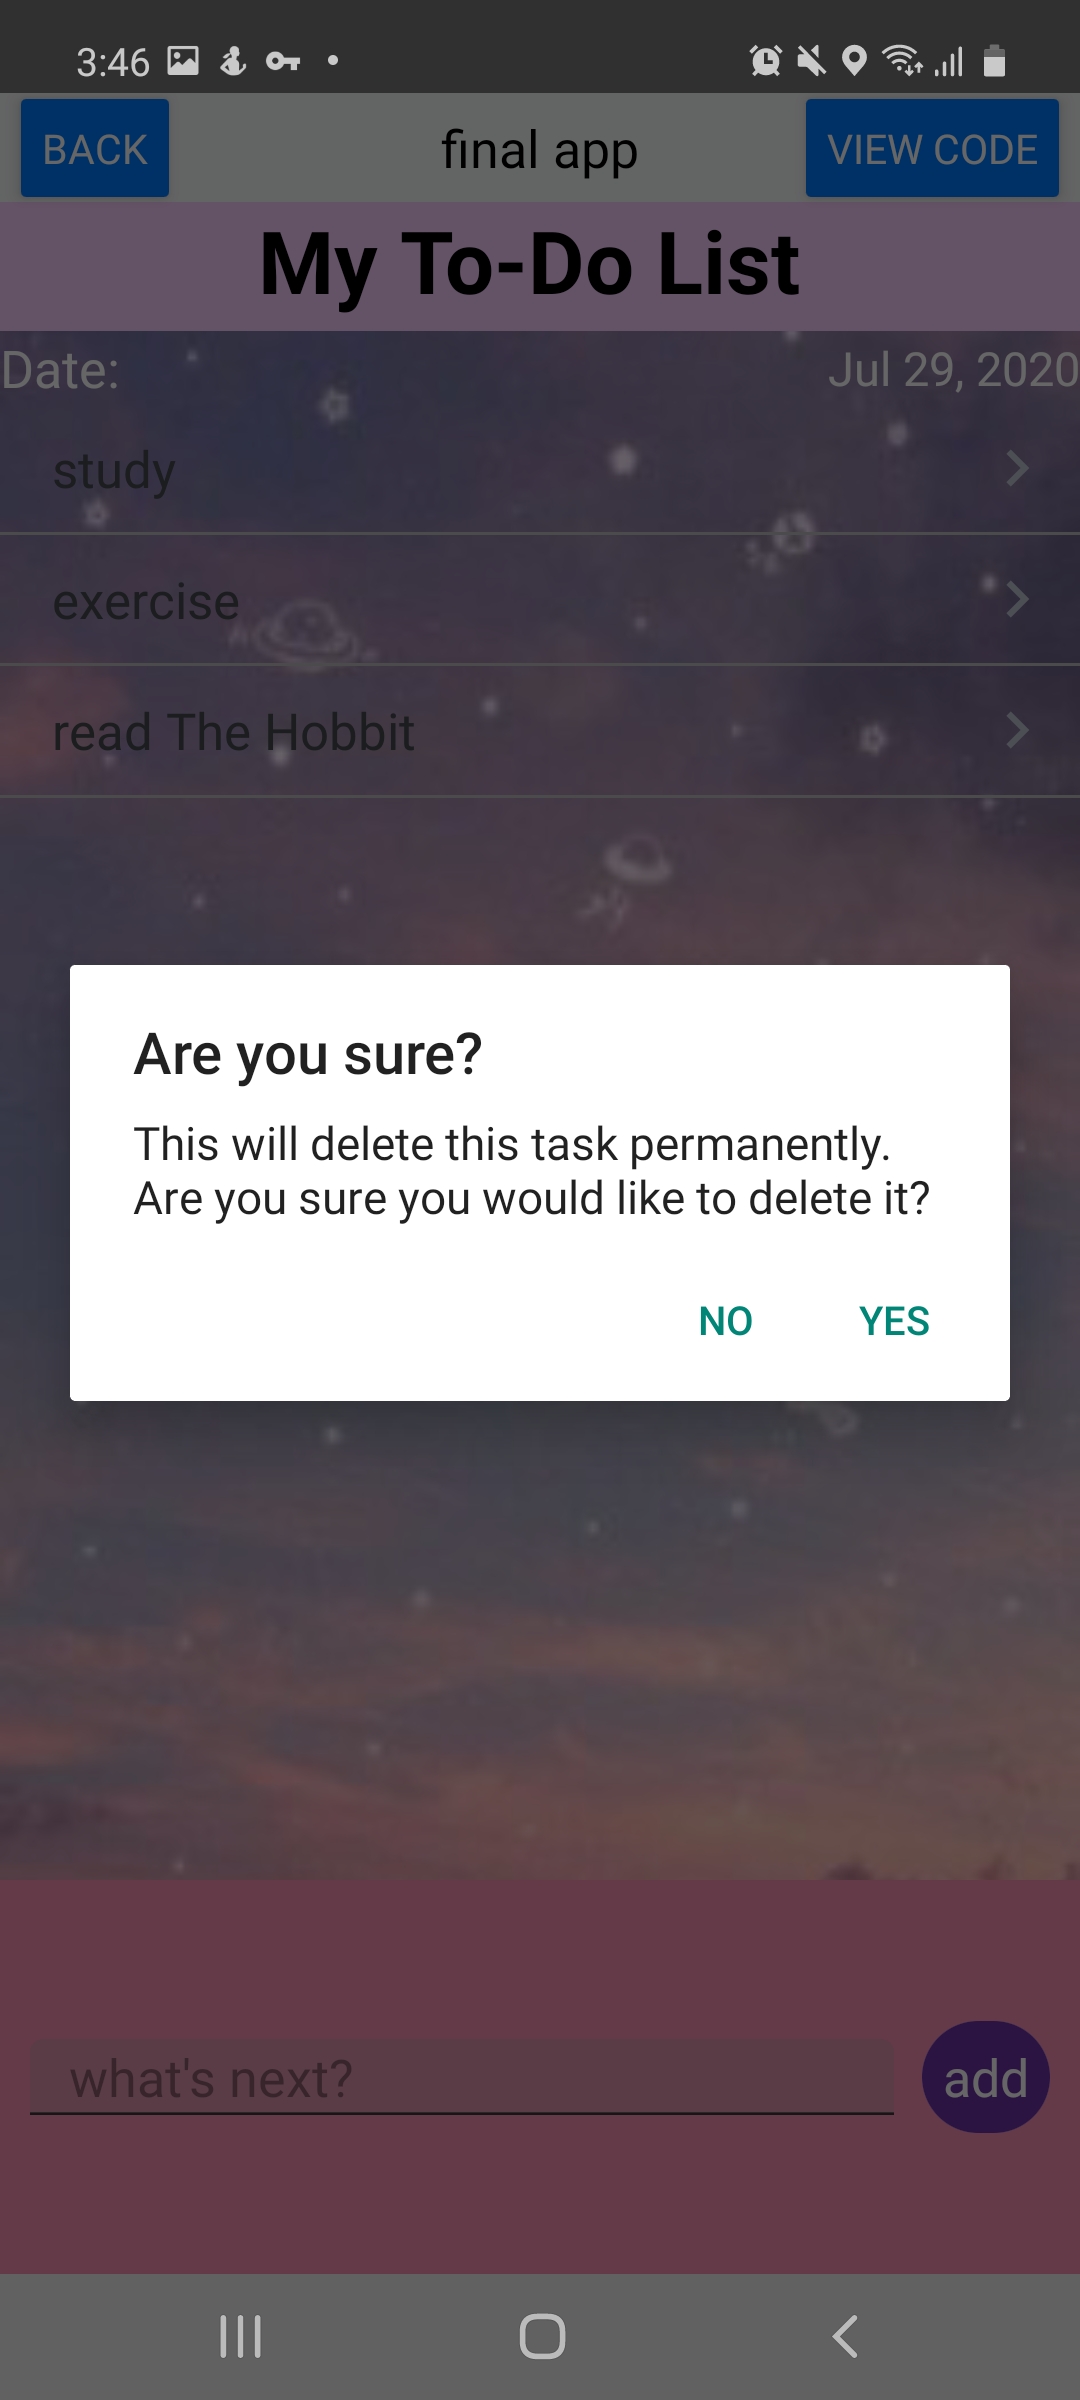 3:46
BACK final app VIEW CODE
My To-Do List
Date: Jul 29, 2020
study
exercise
read The Hobbit
Are you sure?
This will delete this task permanently.
Are you sure you would like to delete it?
NO YES
what's next? add